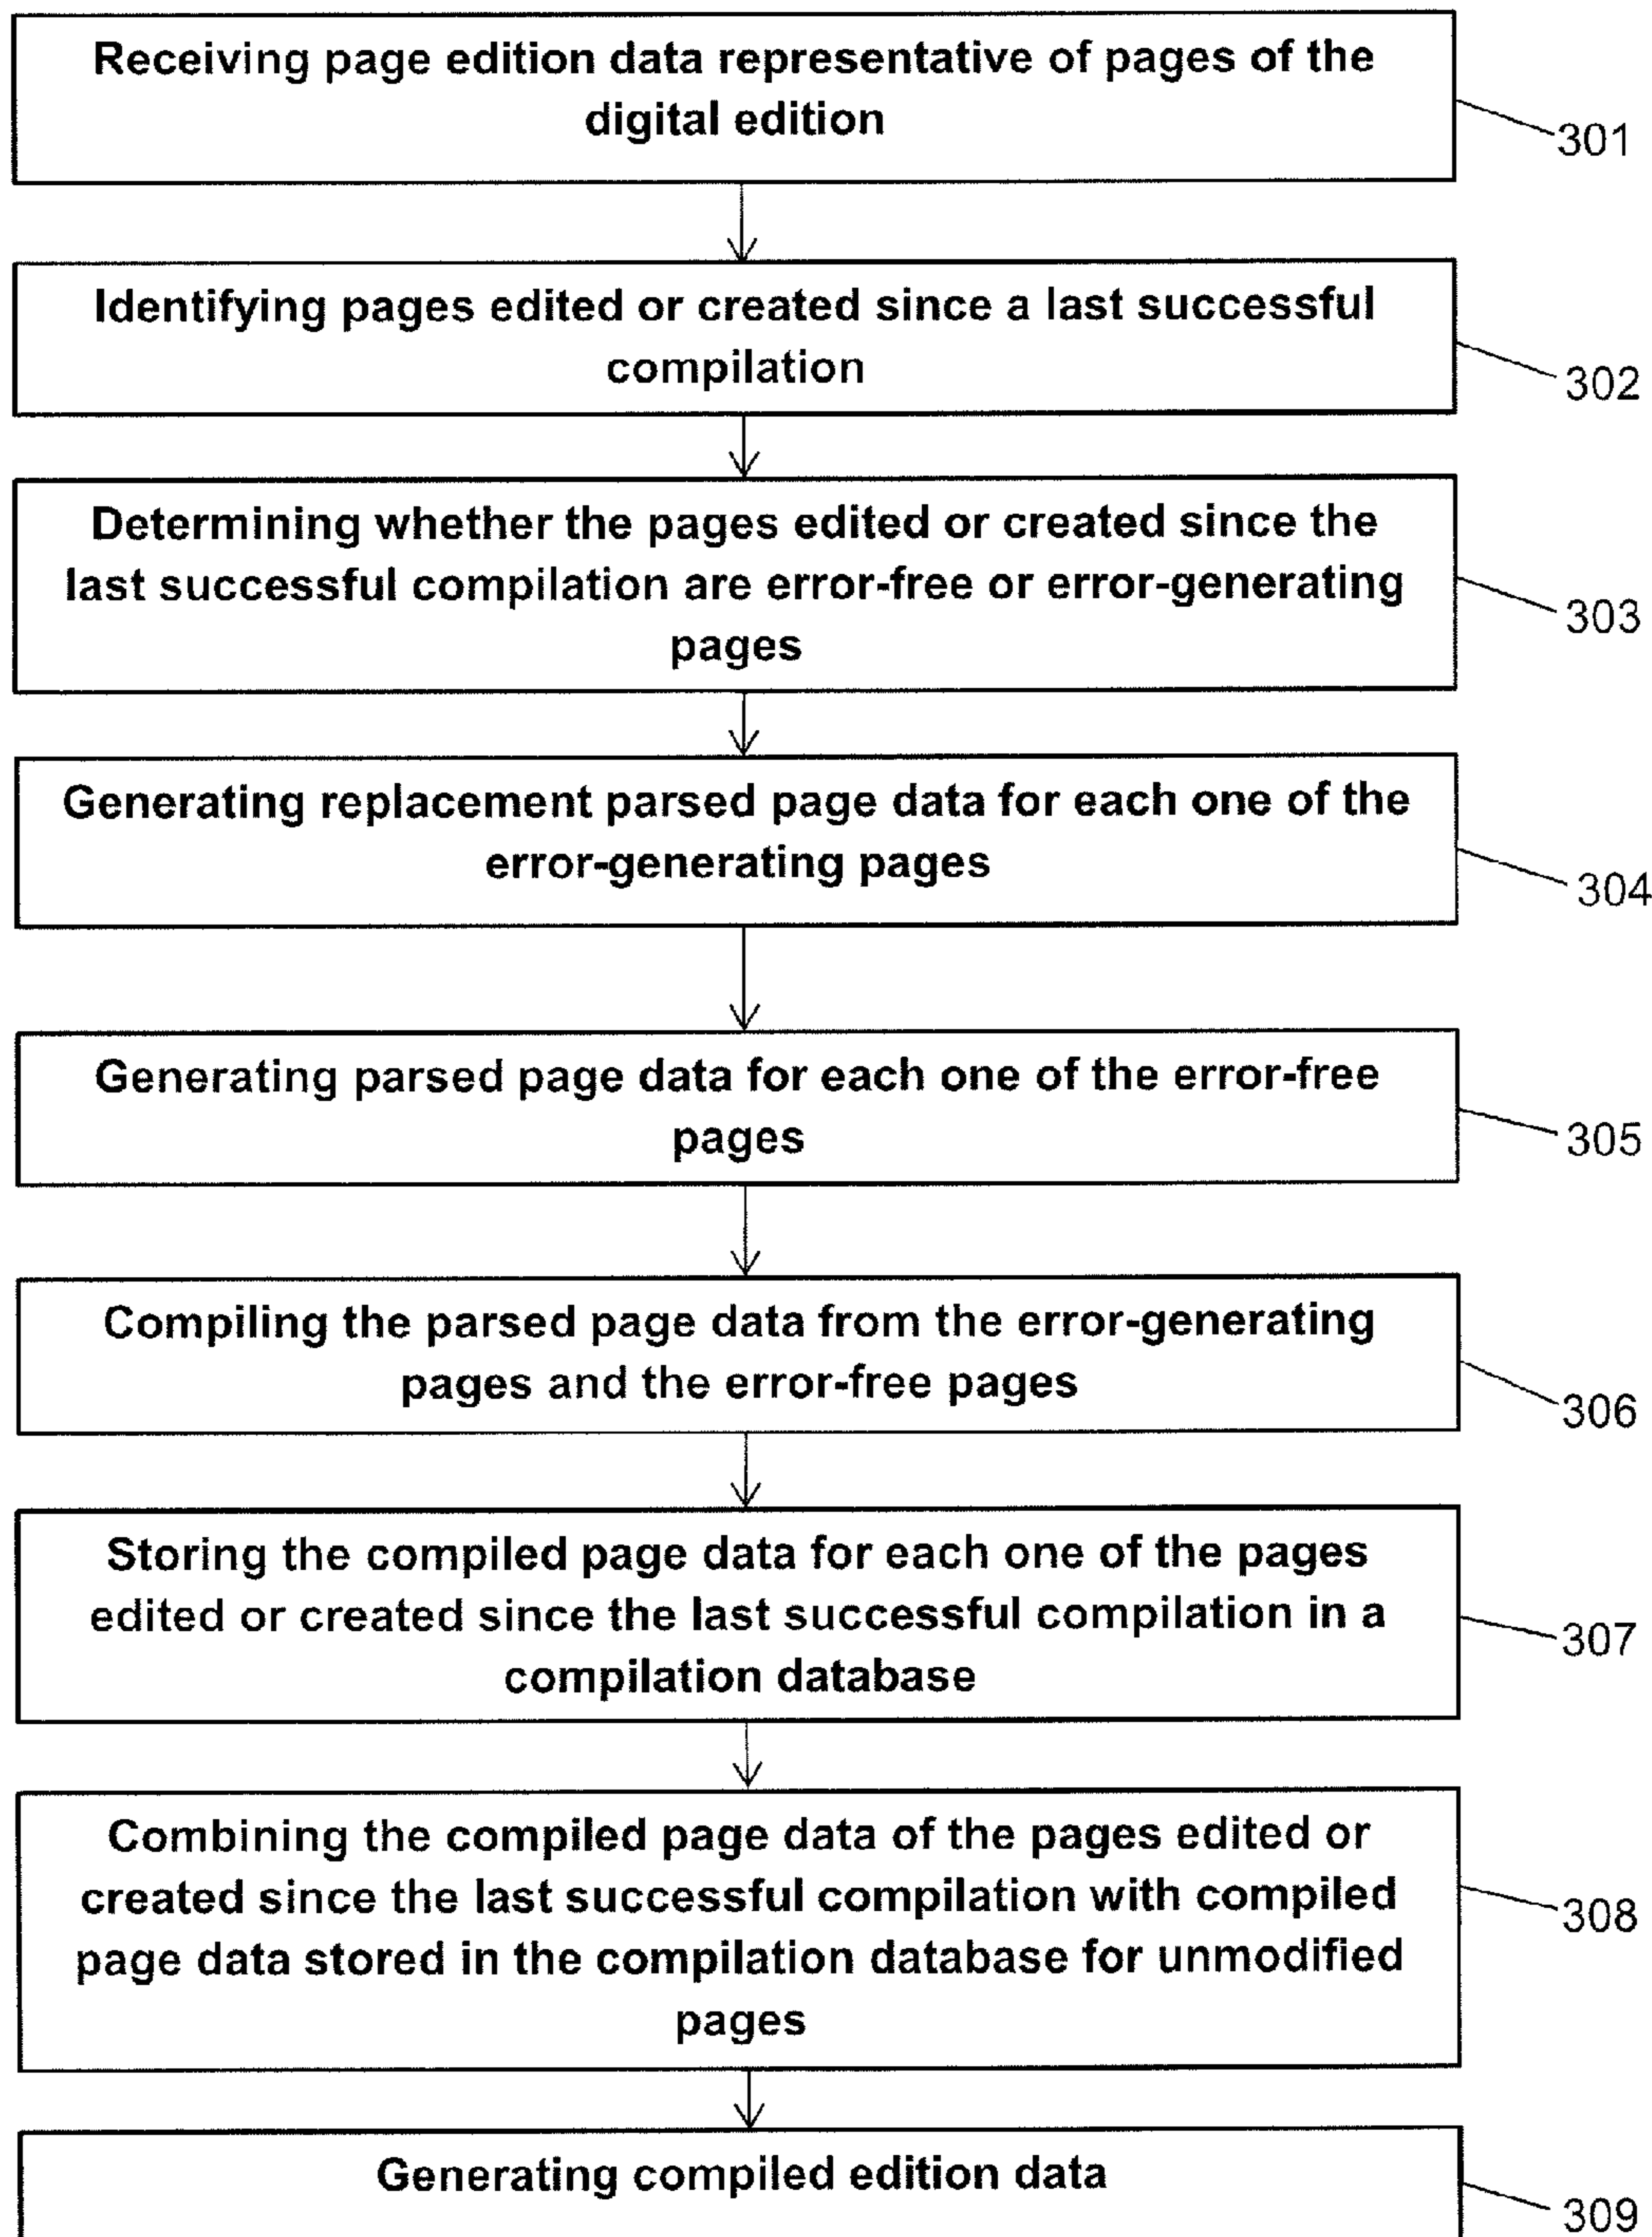 Receiving page edition data representative of pages of the
digital edition
301
Identifying pages edited or created since a last successful
compilation
302
Determining whether the pages edited or created since the
last successful compilation are error-free or error-generating
pages
303
Generating replacement parsed page data for each one of the
error-generating pages
304
Generating parsed page data for each one of the error-free
pages
305
Compiling the parsed page data from the error-generating
pages and the error-free pages
306
Storing the compiled page data for each one of the pages
edited or created since the last successful compilation in a
compilation database
307
Combining the compiled page data of the pages edited or
created since the last successful compilation with compiled
page data stored in the compilation database for unmodified
pages
308
Generating compiled edition data
309